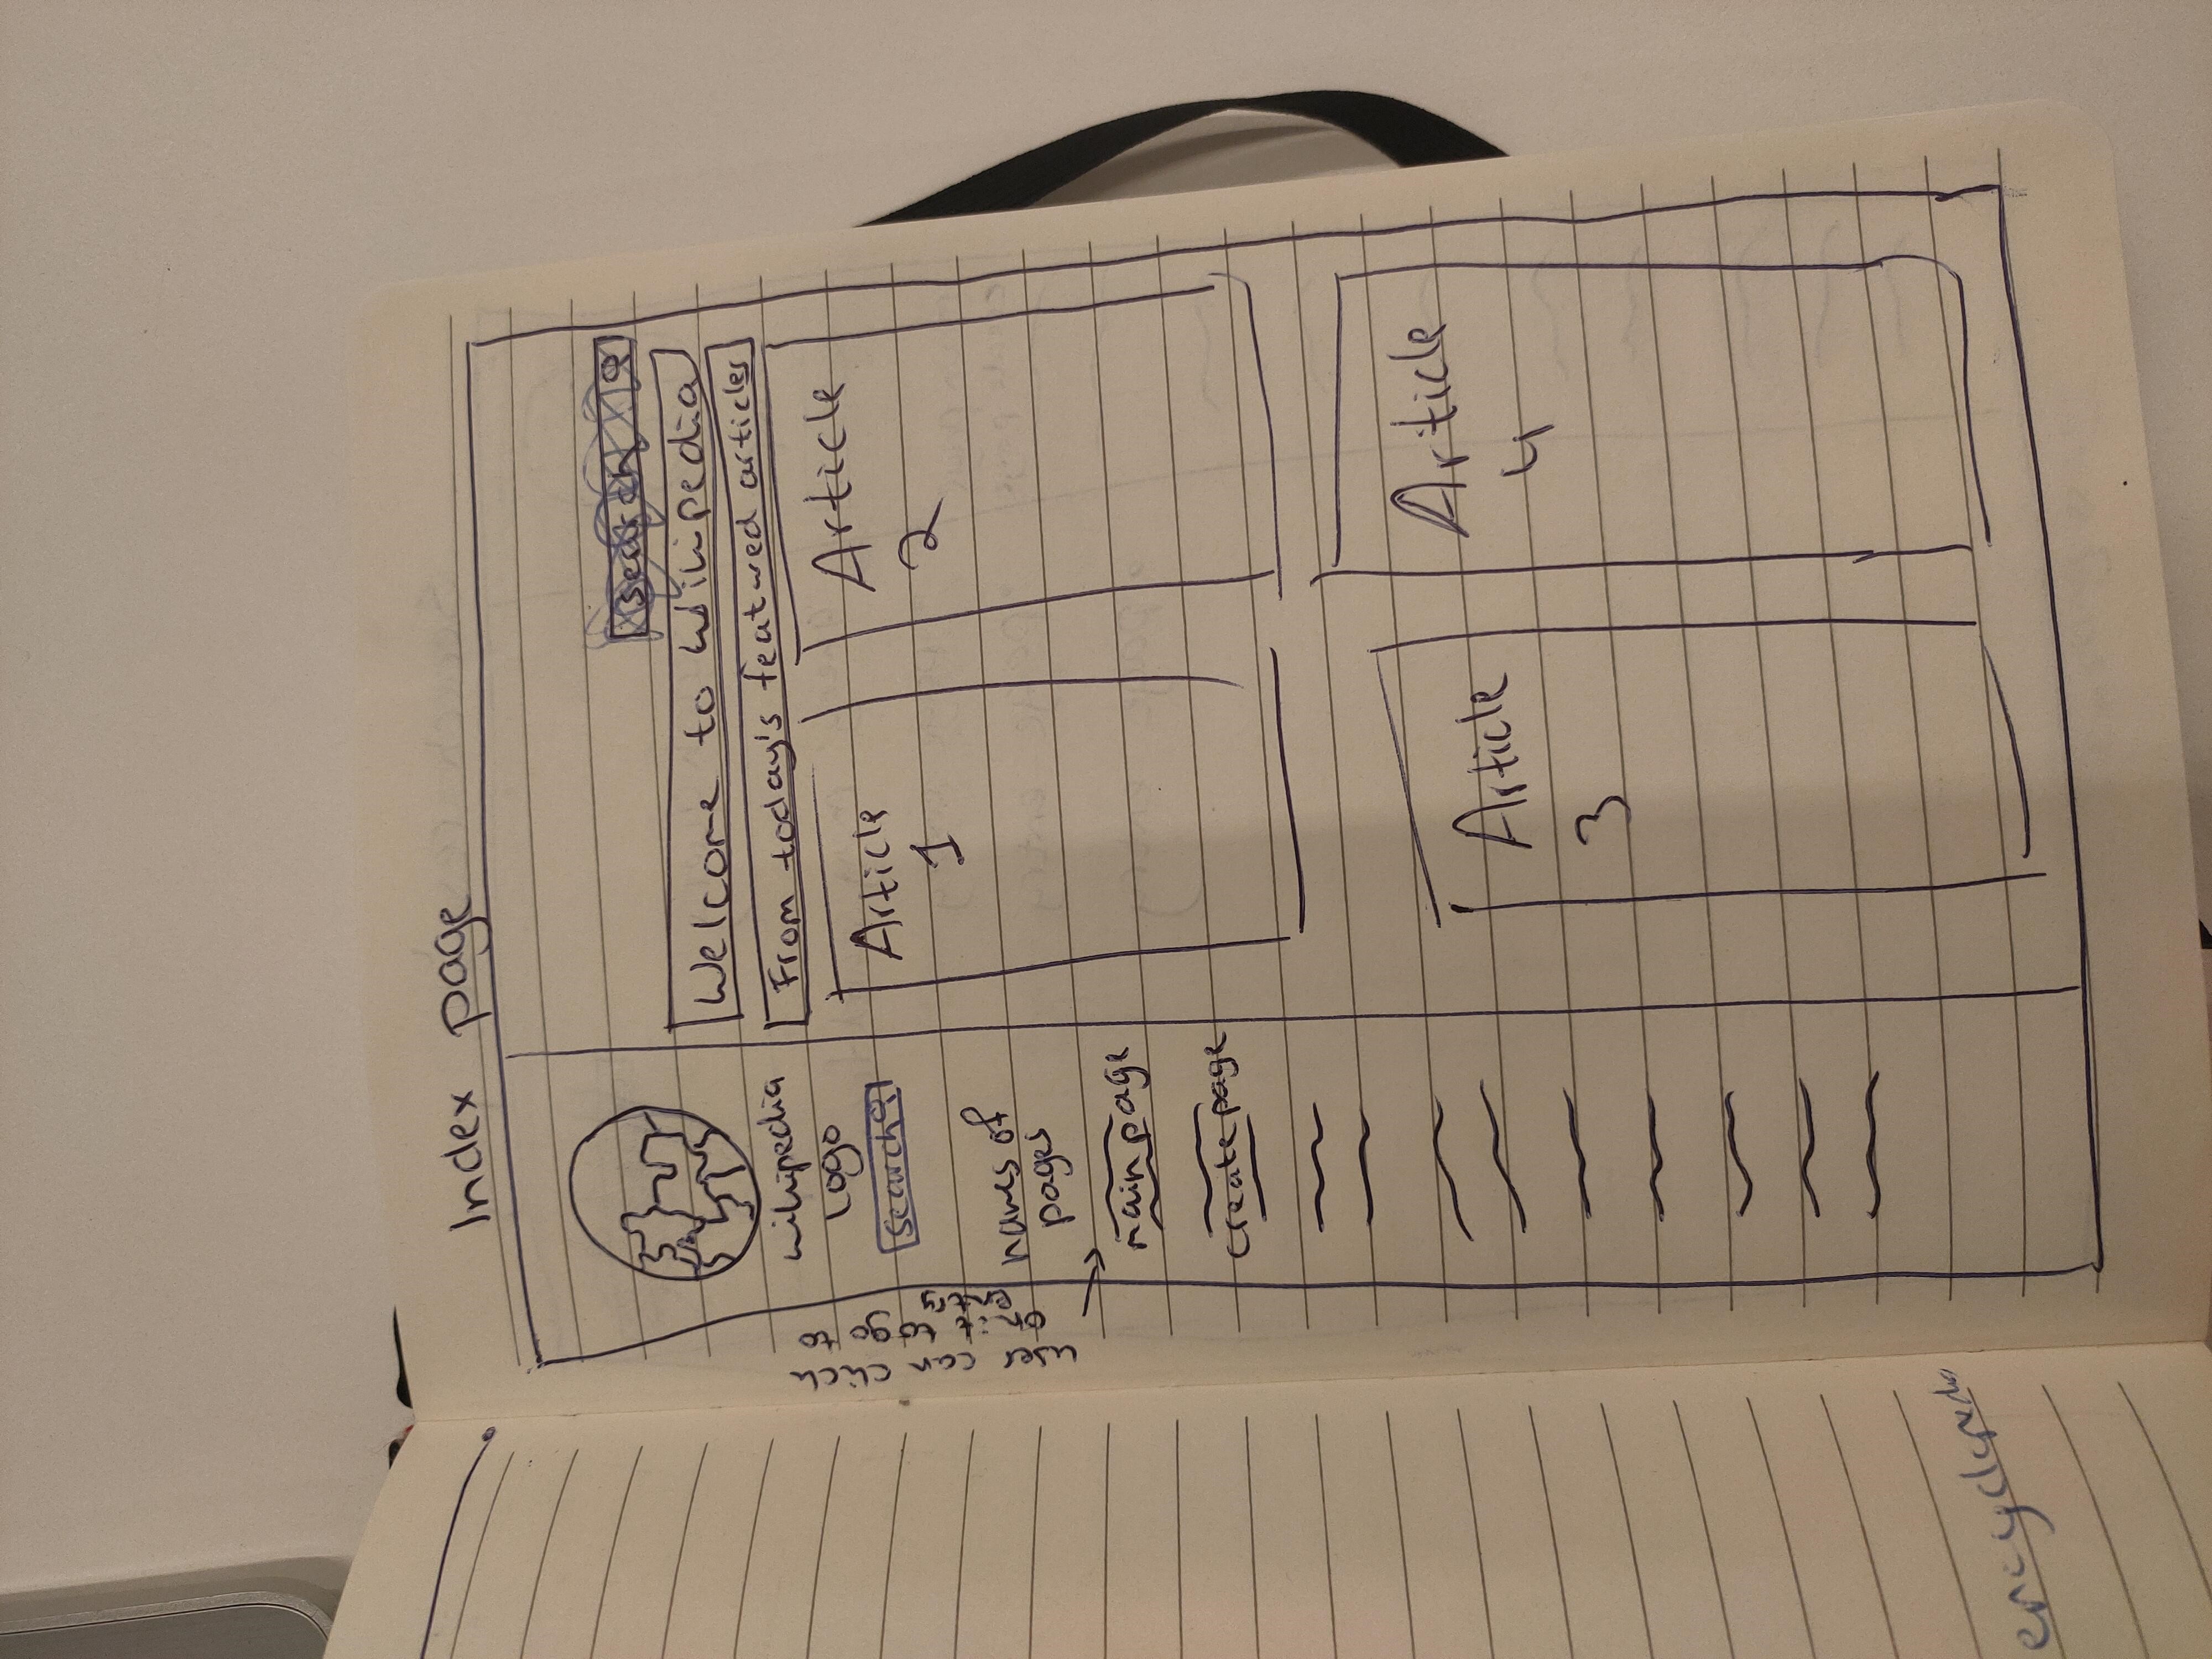 Index page
search
Welcome to Wikipedia
From today's featured articles
wikipedia
logo
search
user can click
on it to go to
entry
names of
pages
main page
create page
Article
1
Article
2
Article
3
Article
4
encyclopedia